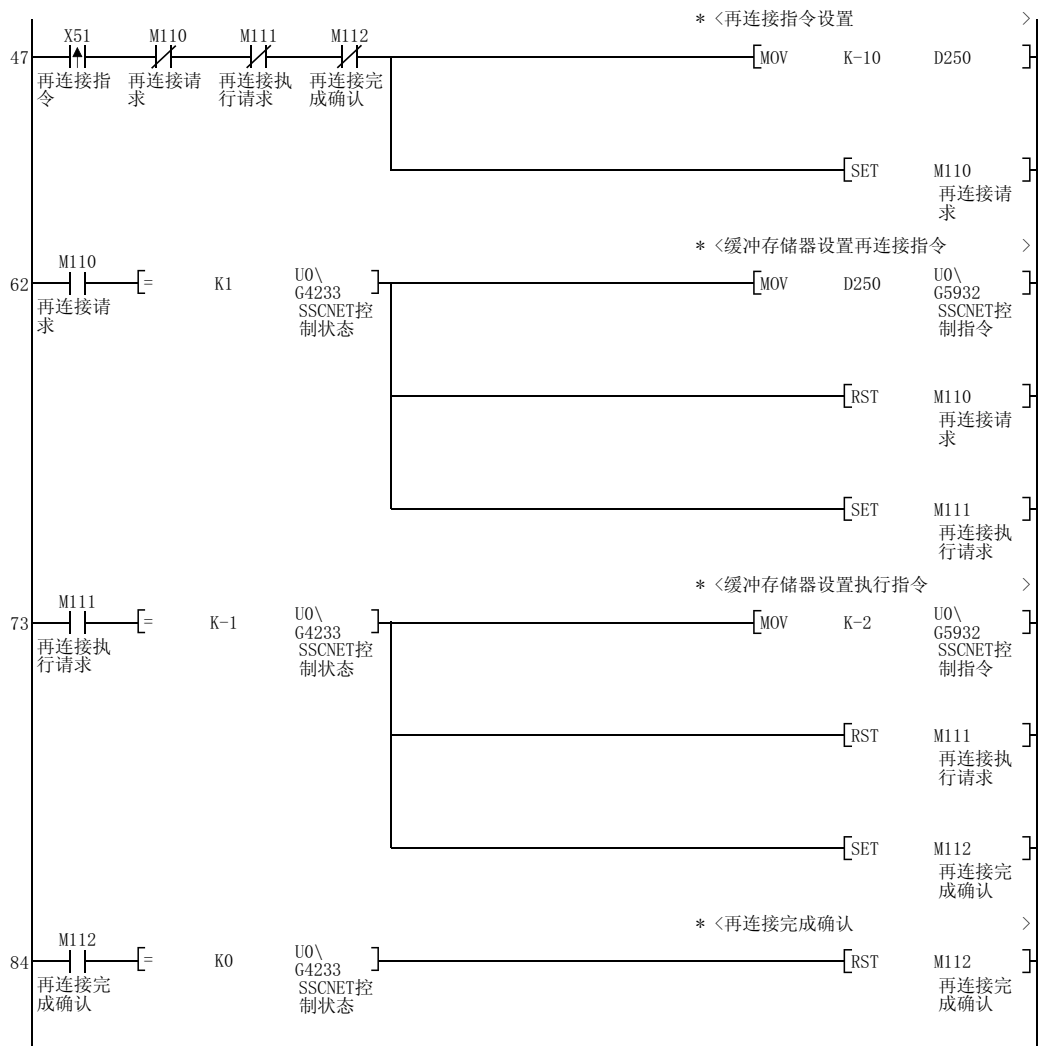 * <再连接指令设置 >
X51 M110 M111 M112
47 [MOV K-10 D250 ]
再连接指令 再连接请求 再连接执行请求 再连接完成确认
[SET M110 ]
再连接请求
* <缓冲存储器设置再连接指令 >
M110
62 [= K1 U0\G4233 ] [MOV D250 U0\G5932 ]
再连接请求 SSCNET控制状态 SSCNET控制指令
[RST M110 ]
再连接请求
[SET M111 ]
再连接执行请求
* <缓冲存储器设置执行指令 >
M111
73 [= K-1 U0\G4233 ] [MOV K-2 U0\G5932 ]
再连接执行请求 SSCNET控制状态 SSCNET控制指令
[RST M111 ]
再连接执行请求
[SET M112 ]
再连接完成确认
* <再连接完成确认 >
M112
84 [= K0 U0\G4233 ] [RST M112 ]
再连接完成确认 SSCNET控制状态 再连接完成确认